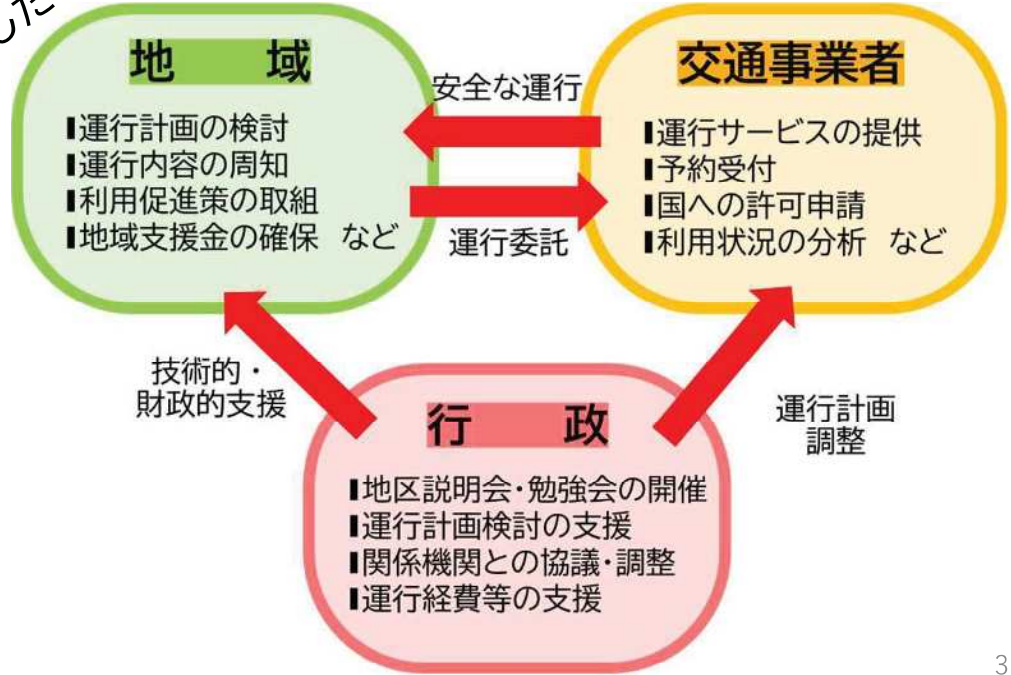 した
地　域
▮運行計画の検討
▮運行内容の周知
▮利用促進策の取組
▮地域支援金の確保　など
安全な運行
運行委託
交通事業者
▮運行サービスの提供
▮予約受付
▮国への許可申請
▮利用状況の分析　など
技術的・
財政的支援
運行計画
調整
行　政
▮地区説明会･勉強会の開催
▮運行計画検討の支援
▮関係機関との協議･調整
▮運行経費等の支援
3